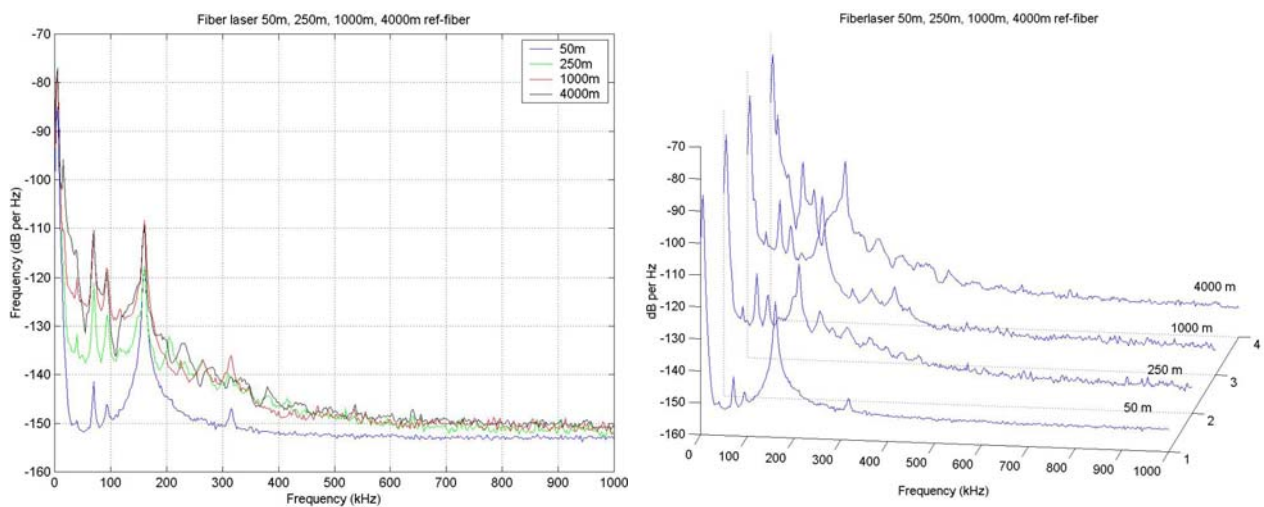 Fiber laser 50m, 250m, 1000m, 4000m ref-fiber
50m
250m
1000m
4000m
Frequency (dB per Hz)
-70
-80
-90
-100
-110
-120
-130
-140
-150
-160
0 100 200 300 400 500 600 700 800 900 1000
Frequency (kHz)
Fiberlaser 50m, 250m, 1000m, 4000m ref-fiber
dB per Hz
-70
-80
-90
-100
-110
-120
-130
-140
-150
-160
4000 m
1000 m
250 m
50 m
4
3
2
1
0 100 200 300 400 500 600 700 800 900 1000
Frequency (kHz)